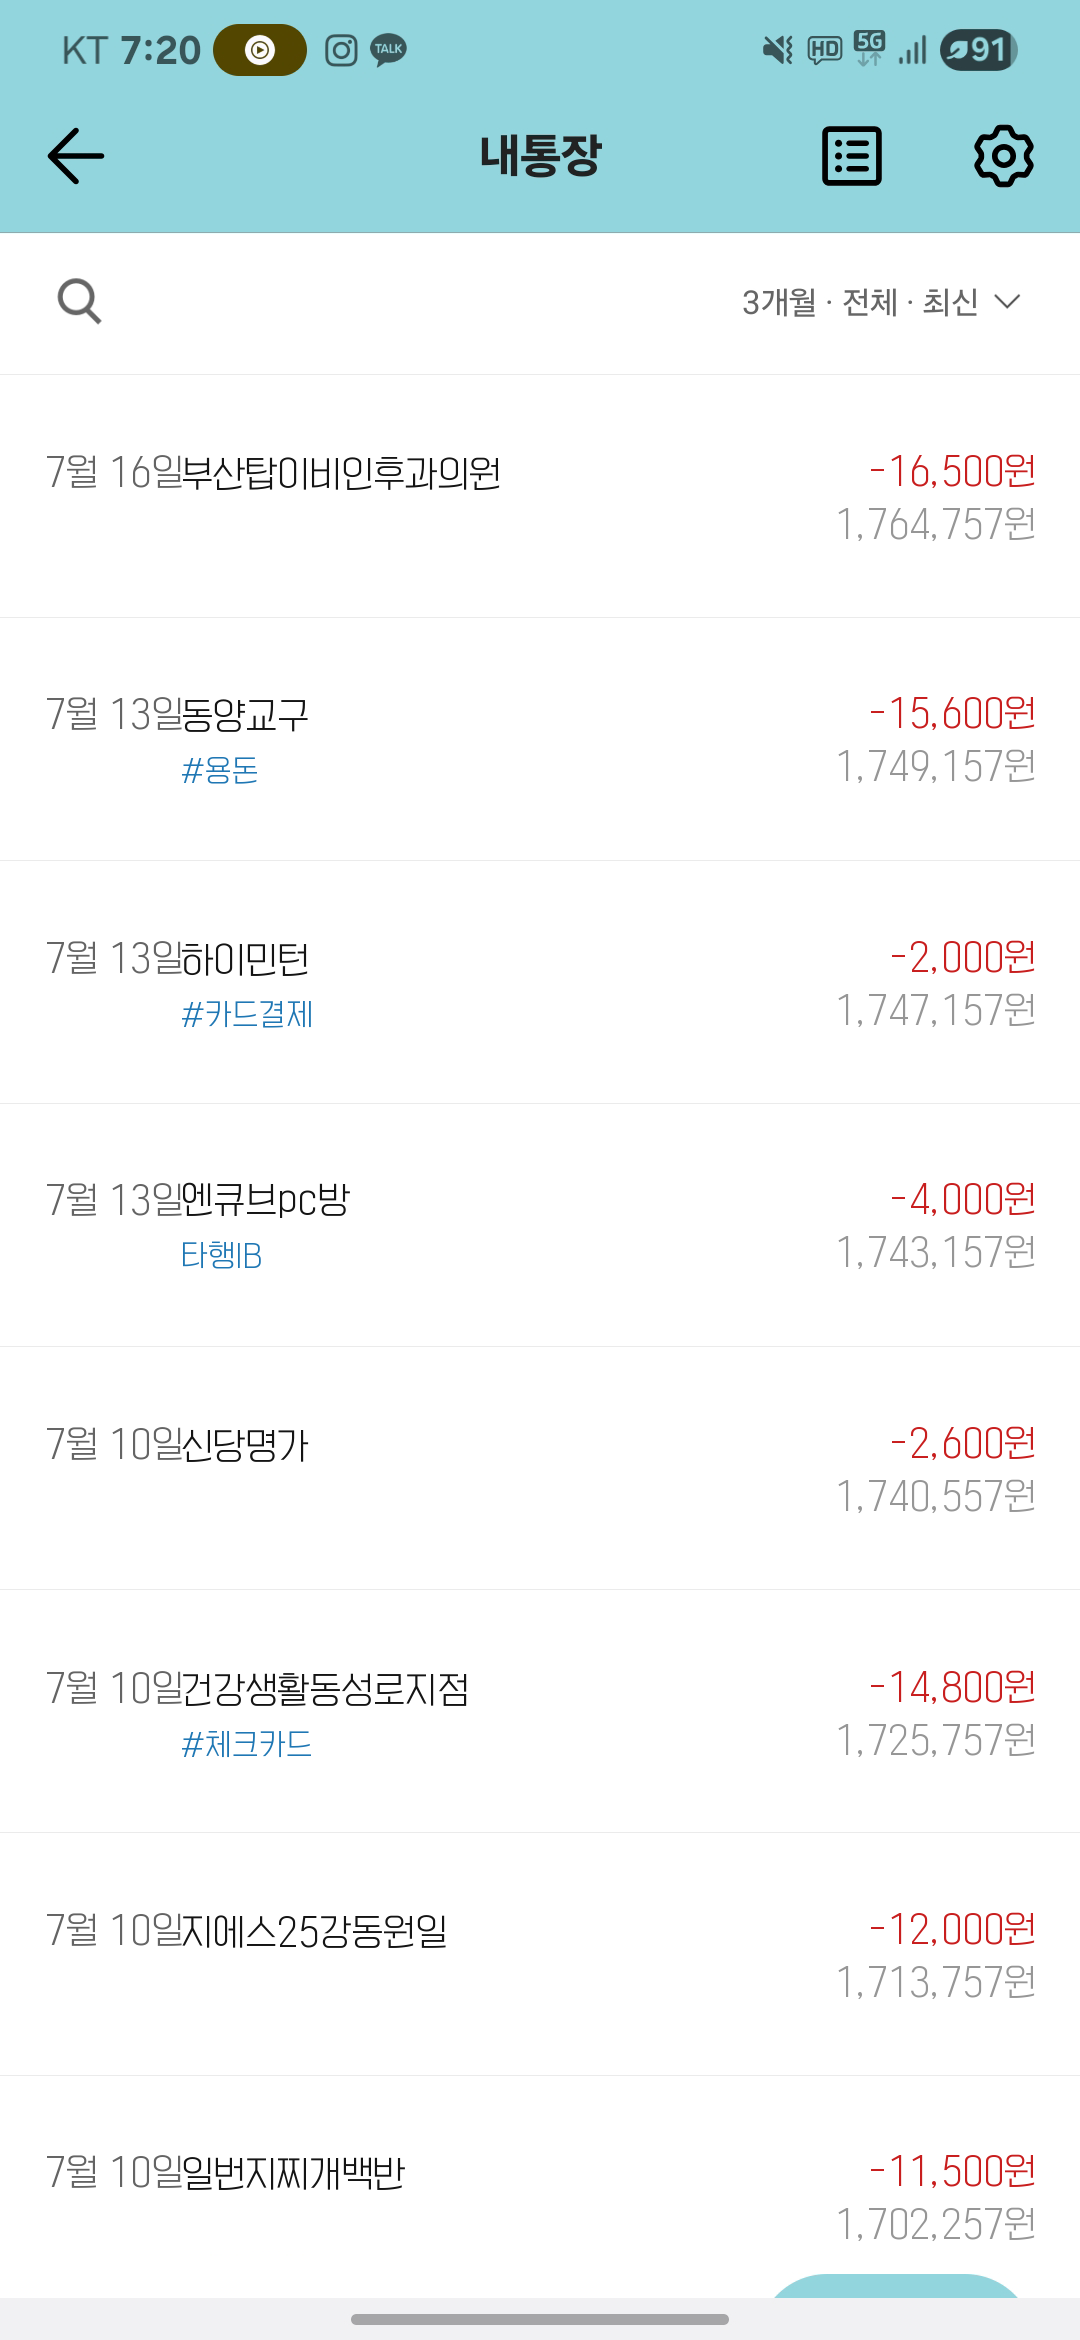 KT 7:20 TALK HD 5G 91
내통장
3개월 · 전체 · 최신
7월 16일 부산탑이비인후과의원 -16,500원
1,764,757원
7월 13일 동양교구 -15,600원
#용돈 1,749,157원
7월 13일 하이민턴 -2,000원
#카드결제 1,747,157원
7월 13일 엔큐브pc방 -4,000원
타행IB 1,743,157원
7월 10일 신당명가 -2,600원
1,740,557원
7월 10일 건강생활동성로지점 -14,800원
#체크카드 1,725,757원
7월 10일 지에스25강동원일 -12,000원
1,713,757원
7월 10일 일번지찌개백반 -11,500원
1,702,257원